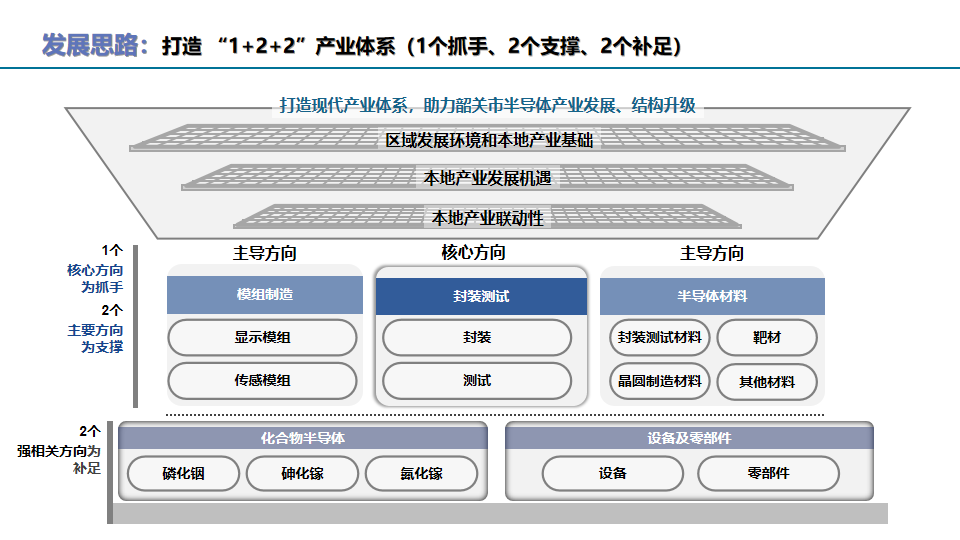 发展思路：打造 “1+2+2”产业体系（1个抓手、2个支撑、2个补足）
打造现代产业体系，助力韶关市半导体产业发展、结构升级
区域发展环境和本地产业基础
本地产业发展机遇
本地产业联动性
1个
核心方向
为抓手
2个
主要方向
为支撑
主导方向
核心方向
主导方向
模组制造
封装测试
半导体材料
显示模组
封装
封装测试材料
靶材
传感模组
测试
晶圆制造材料
其他材料
2个
强相关方向为
补足
化合物半导体
设备及零部件
磷化铟
砷化镓
氮化镓
设备
零部件